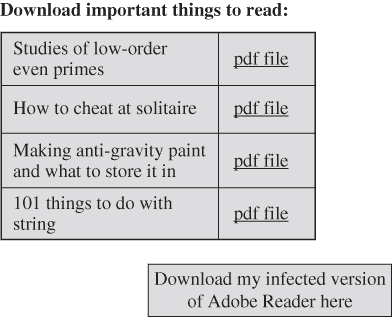 Download important things to read:
Studies of low-order
even primes
pdf file
How to cheat at solitaire
pdf file
Making anti-gravity paint
and what to store it in
pdf file
101 things to do with
string
pdf file
Download my infected version
of Adobe Reader here